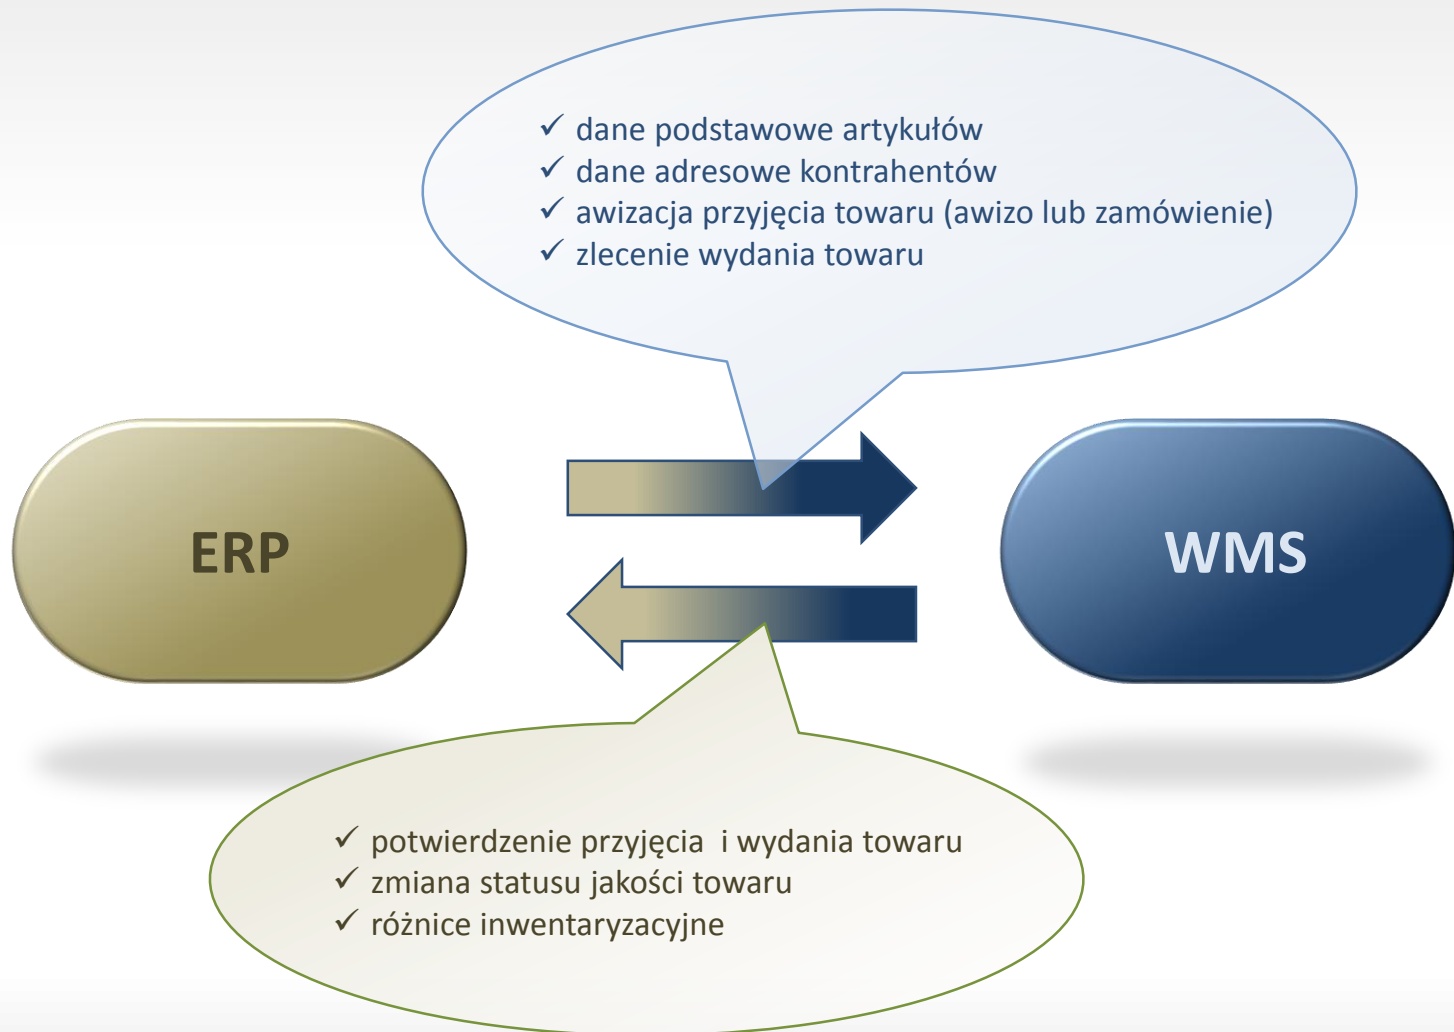 ✓ dane podstawowe artykułów
✓ dane adresowe kontrahentów
✓ awizacja przyjęcia towaru (awizo lub zamówienie)
✓ zlecenie wydania towaru
ERP
WMS
✓ potwierdzenie przyjęcia  i wydania towaru
✓ zmiana statusu jakości towaru
✓ różnice inwentaryzacyjne